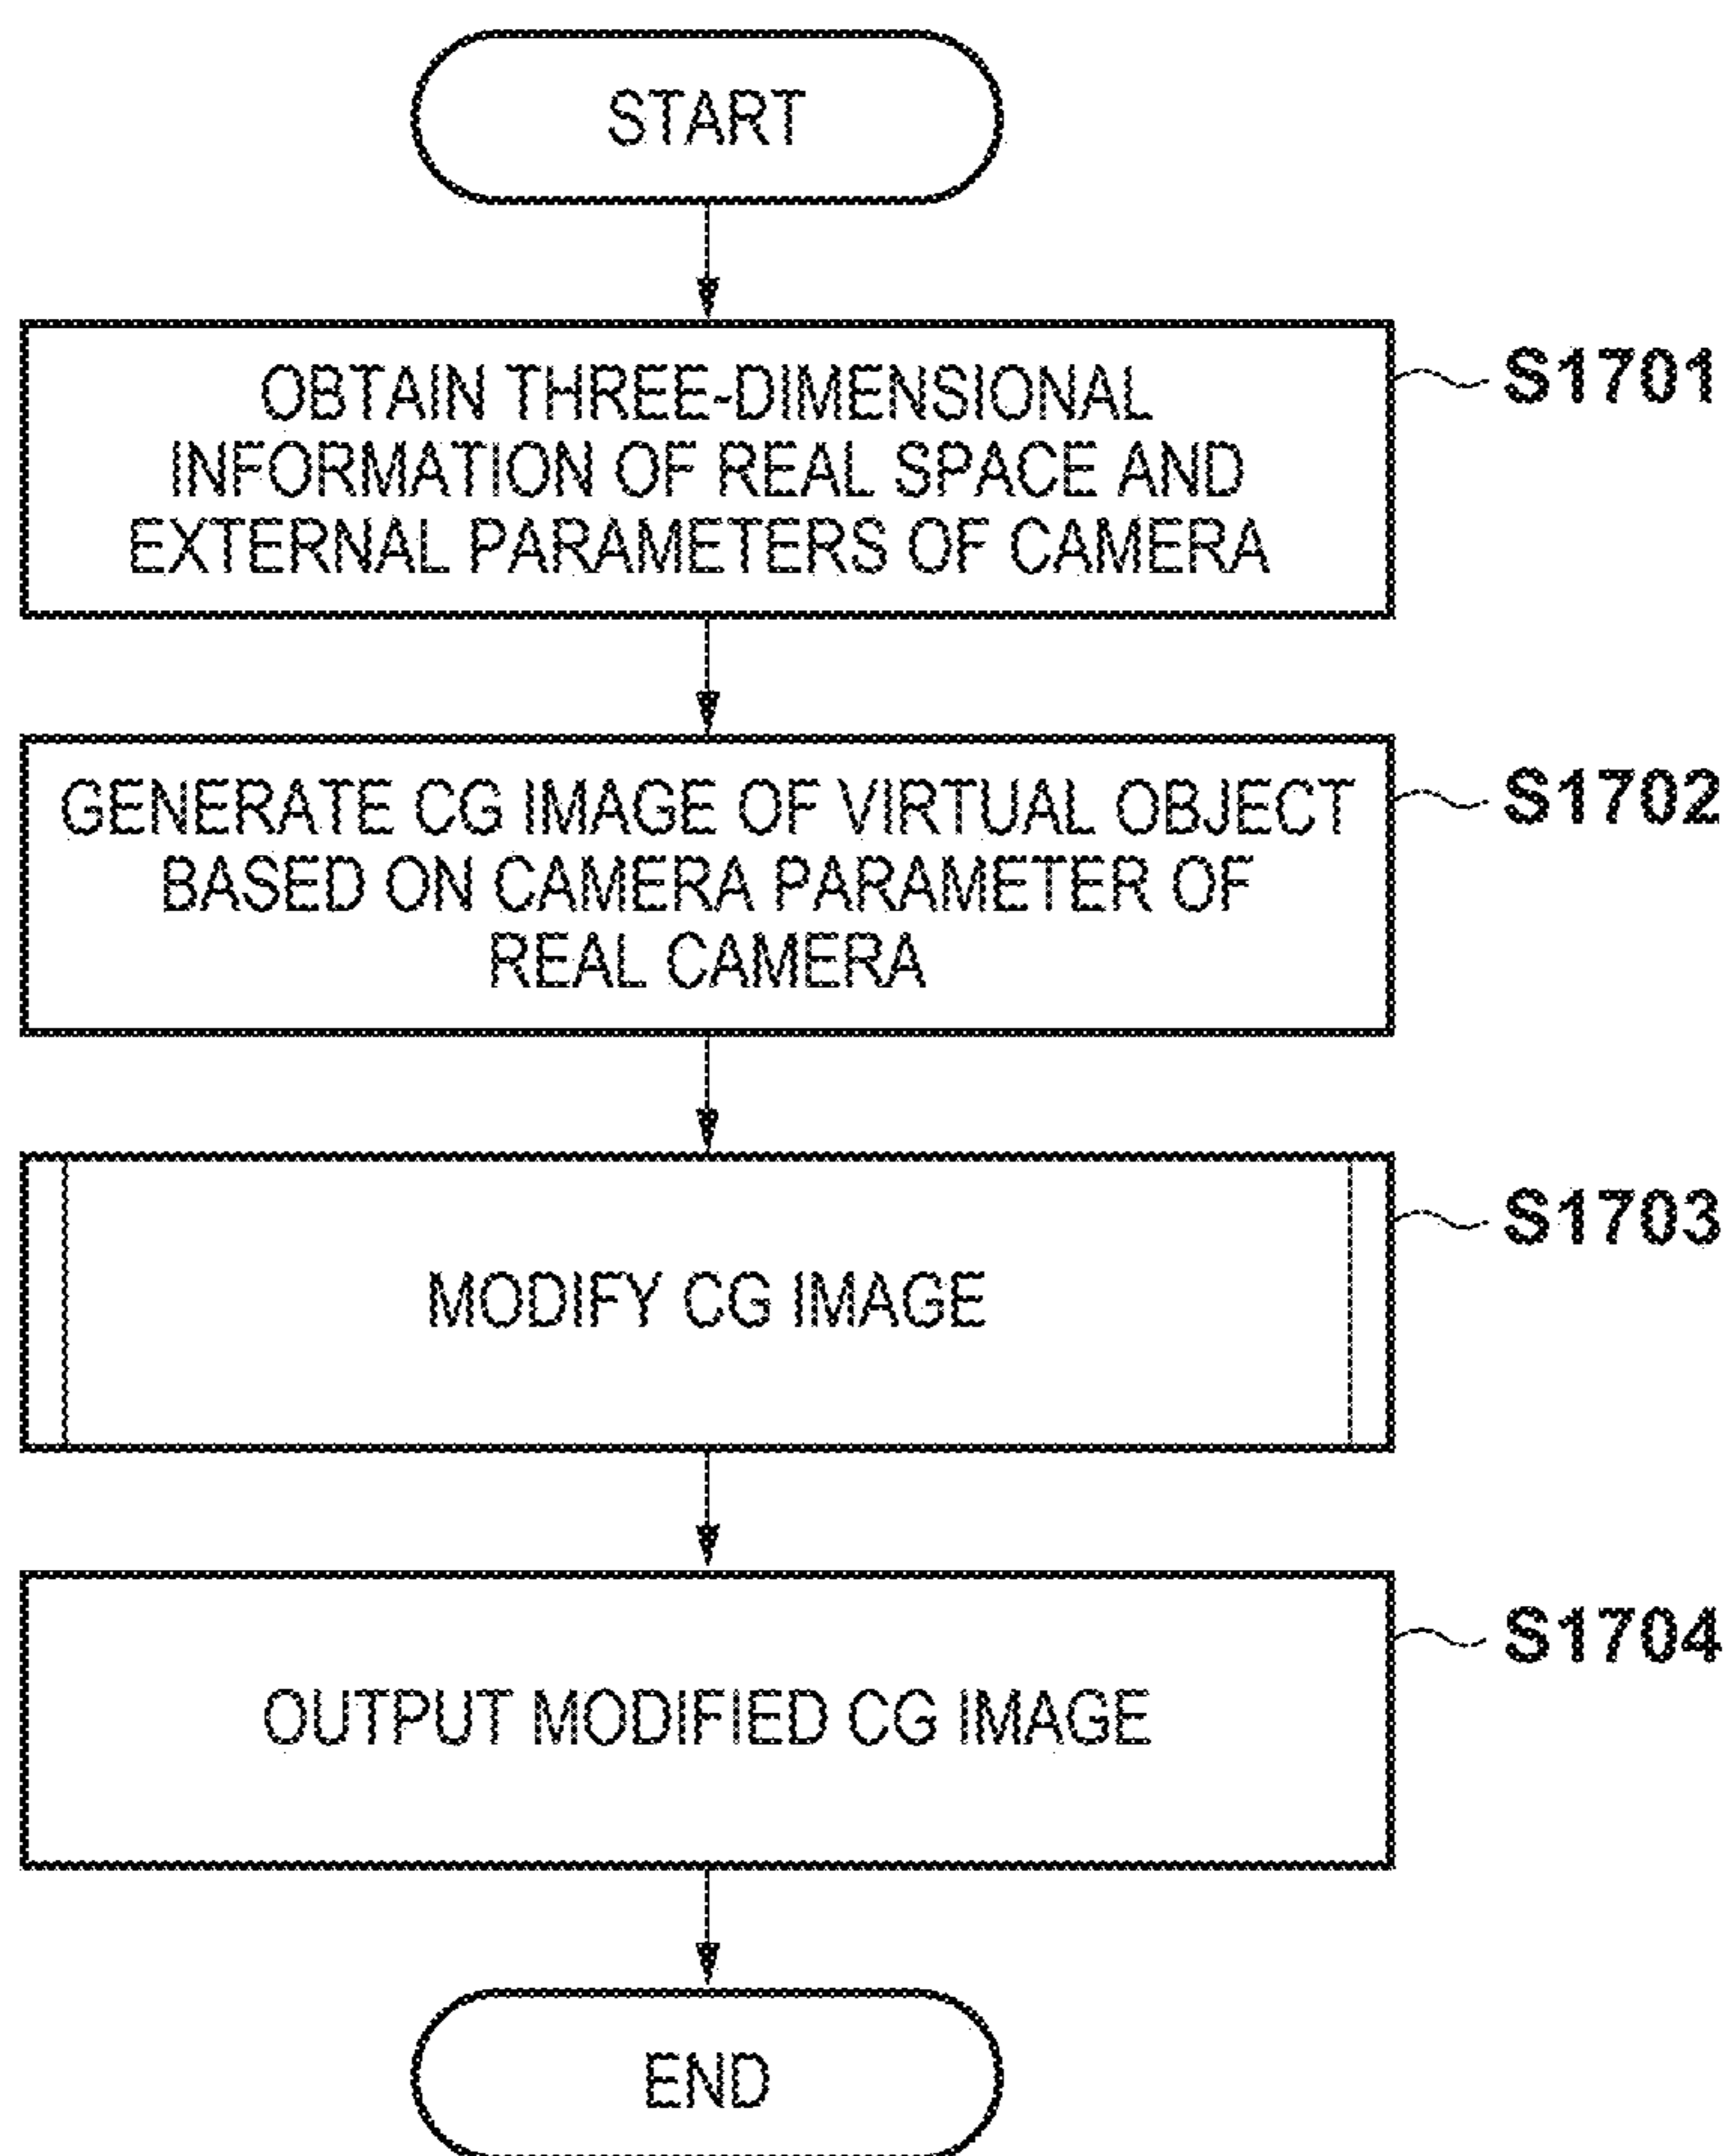 START
OBTAIN THREE-DIMENSIONAL
INFORMATION OF REAL SPACE AND
EXTERNAL PARAMETERS OF CAMERA
S1701
GENERATE CG IMAGE OF VIRTUAL OBJECT
BASED ON CAMERA PARAMETER OF
REAL CAMERA
S1702
MODIFY CG IMAGE
S1703
OUTPUT MODIFIED CG IMAGE
S1704
END